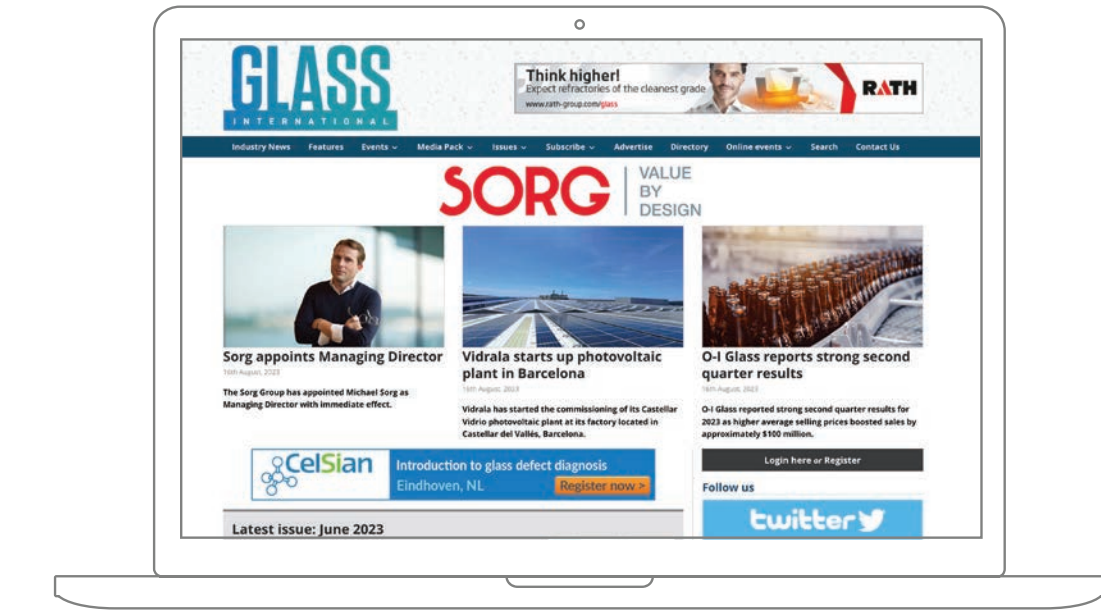 GLASS
INTERNATIONAL
Think higher!
Expect refractories of the cleanest grade
www.rath-group.com/glass
RATH
Industry News Features Events Media Pack Issues Subscribe Advertise Directory Online events Search Contact Us
SORG
VALUE
BY
DESIGN
Sorg appoints Managing Director
16th August, 2023
The Sorg Group has appointed Michael Sorg as
Managing Director with immediate effect.
Vidrala starts up photovoltaic
plant in Barcelona
16th August, 2023
Vidrala has started the commissioning of its Castellar
Vidrio photovoltaic plant at its factory located in
Castellar del Vallés, Barcelona.
O-I Glass reports strong second
quarter results
16th August, 2023
O-I Glass reported strong second quarter results for
2023 as higher average selling prices boosted sales by
approximately $100 million.
CelSian
Introduction to glass defect diagnosis
Eindhoven, NL
Register now >
Login here or Register
Follow us
twitter
Latest issue: June 2023